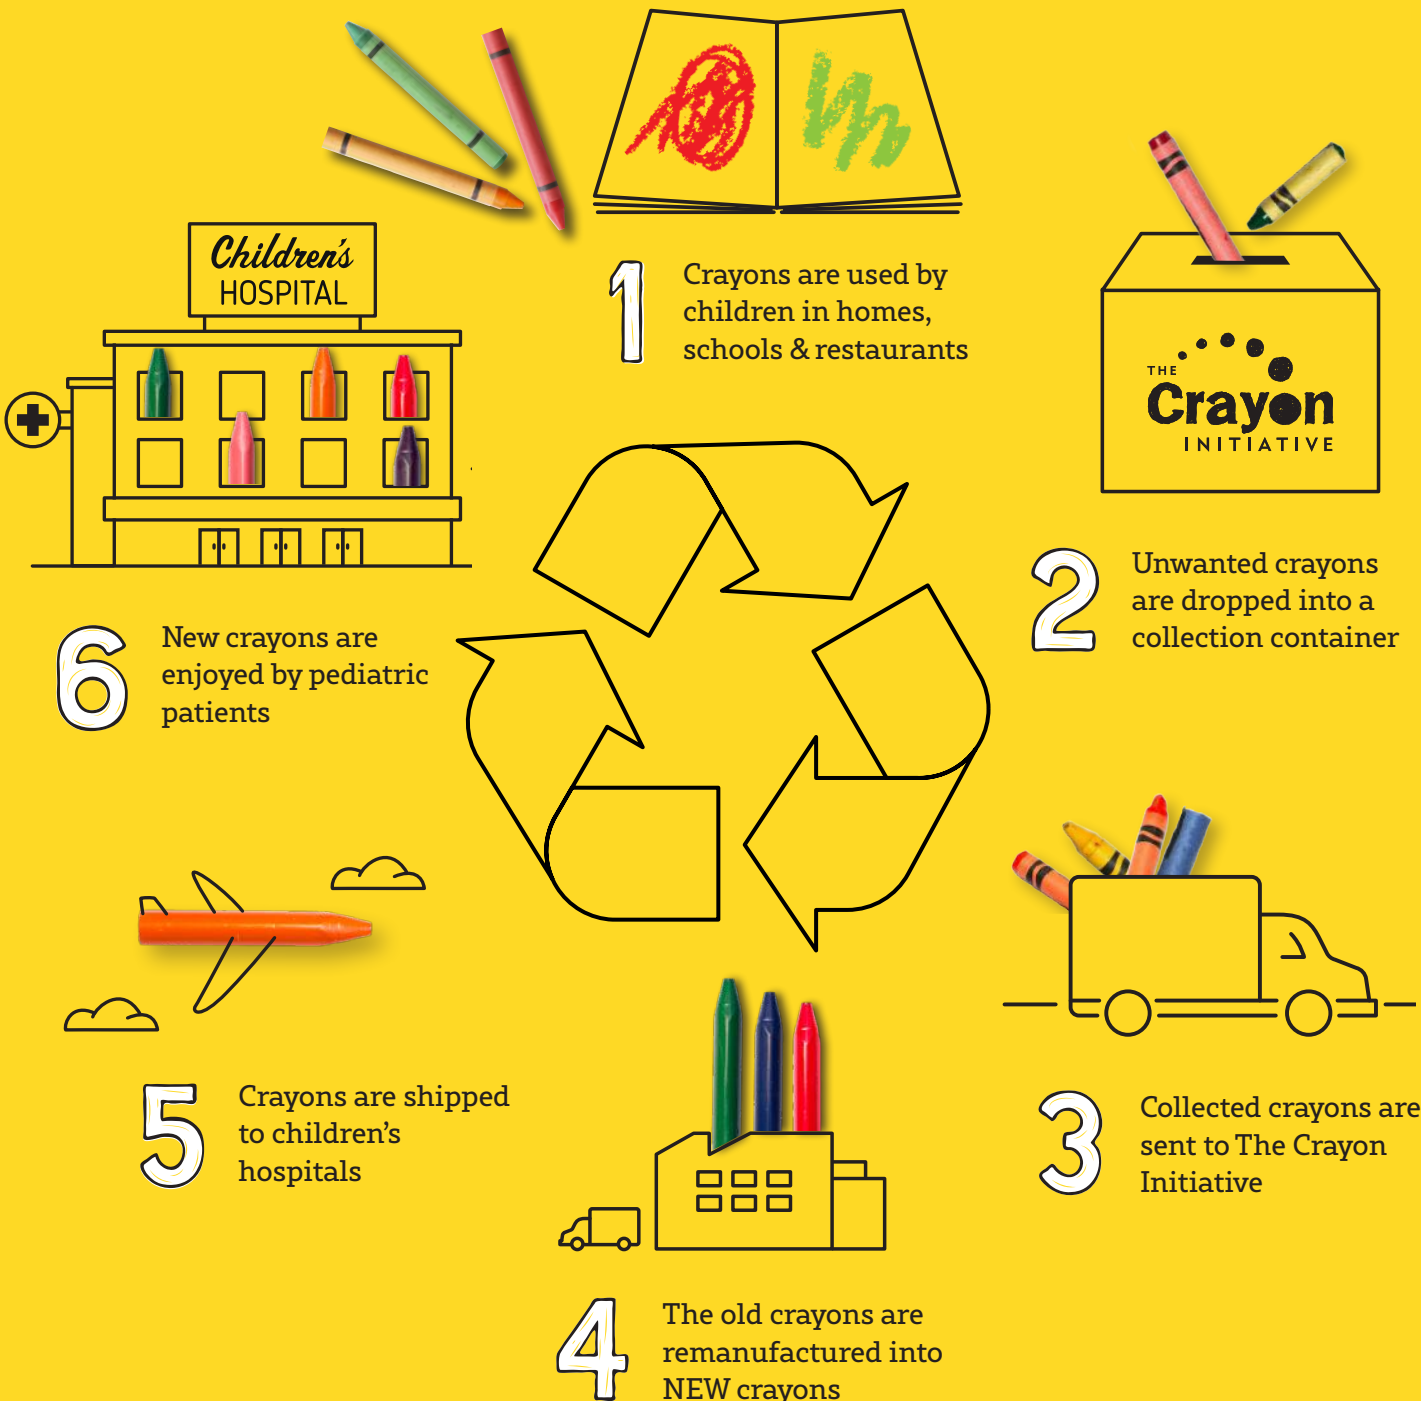 1
Crayons are used by
children in homes,
schools & restaurants
THE
Crayon
INITIATIVE
2
Unwanted crayons
are dropped into a
collection container
3
Collected crayons are
sent to The Crayon
Initiative
4
The old crayons are
remanufactured into
NEW crayons
5
Crayons are shipped
to children's
hospitals
Children's
HOSPITAL
6
New crayons are
enjoyed by pediatric
patients